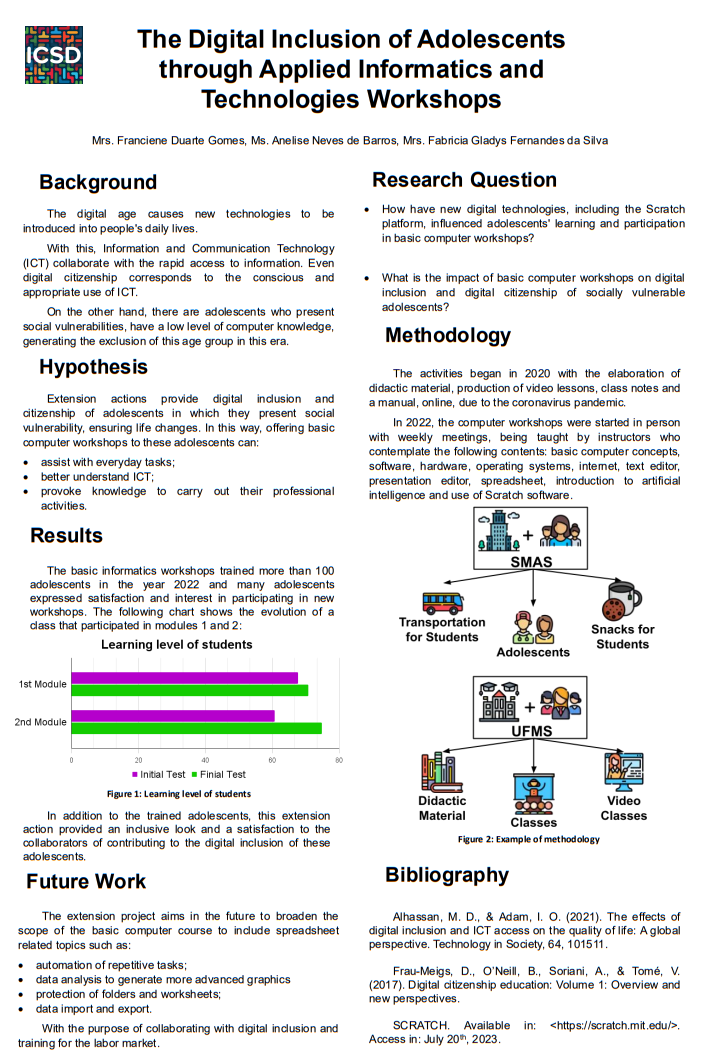 ICSD
The Digital Inclusion of Adolescents
through Applied Informatics and
Technologies Workshops
Mrs. Franciene Duarte Gomes, Ms. Anelise Neves de Barros, Mrs. Fabricia Gladys Fernandes da Silva
Background
The digital age causes new technologies to be
introduced into people's daily lives.
With this, Information and Communication Technology
(ICT) collaborate with the rapid access to information. Even
digital citizenship corresponds to the conscious and
appropriate use of ICT.
On the other hand, there are adolescents who present
social vulnerabilities, have a low level of computer knowledge,
generating the exclusion of this age group in this era.
Hypothesis
Extension actions provide digital inclusion and
citizenship of adolescents in which they present social
vulnerability, ensuring life changes. In this way, offering basic
computer workshops to these adolescents can:
• assist with everyday tasks;
• better understand ICT;
• provoke knowledge to carry out their professional
activities.
Results
The basic informatics workshops trained more than 100
adolescents in the year 2022 and many adolescents
expressed satisfaction and interest in participating in new
workshops. The following chart shows the evolution of a
class that participated in modules 1 and 2:
Learning level of students
1st Module
2nd Module
0 20 40 60 80
Initial Test Finial Test
Figure 1: Learning level of students
In addition to the trained adolescents, this extension
action provided an inclusive look and a satisfaction to the
collaborators of contributing to the digital inclusion of these
adolescents.
Future Work
The extension project aims in the future to broaden the
scope of the basic computer course to include spreadsheet
related topics such as:
• automation of repetitive tasks;
• data analysis to generate more advanced graphics
• protection of folders and worksheets;
• data import and export.
With the purpose of collaborating with digital inclusion and
training for the labor market.
Research Question
• How have new digital technologies, including the Scratch
platform, influenced adolescents' learning and participation
in basic computer workshops?
• What is the impact of basic computer workshops on digital
inclusion and digital citizenship of socially vulnerable
adolescents?
Methodology
The activities began in 2020 with the elaboration of
didactic material, production of video lessons, class notes and
a manual, online, due to the coronavirus pandemic.
In 2022, the computer workshops were started in person
with weekly meetings, being taught by instructors who
contemplate the following contents: basic computer concepts,
software, hardware, operating systems, internet, text editor,
presentation editor, spreadsheet, introduction to artificial
intelligence and use of Scratch software.
+
SMAS
Transportation
for Students
Adolescents
Snacks for
Students
+
UFMS
Didactic
Material
Classes
Video
Classes
Figure 2: Example of methodology
Bibliography
Alhassan, M. D., & Adam, I. O. (2021). The effects of
digital inclusion and ICT access on the quality of life: A global
perspective. Technology in Society, 64, 101511.
Frau-Meigs, D., O'Neill, B., Soriani, A., & Tomé, V.
(2017). Digital citizenship education: Volume 1: Overview and
new perspectives.
SCRATCH. Available in: <https://scratch.mit.edu/>.
Access in: July 20th, 2023.